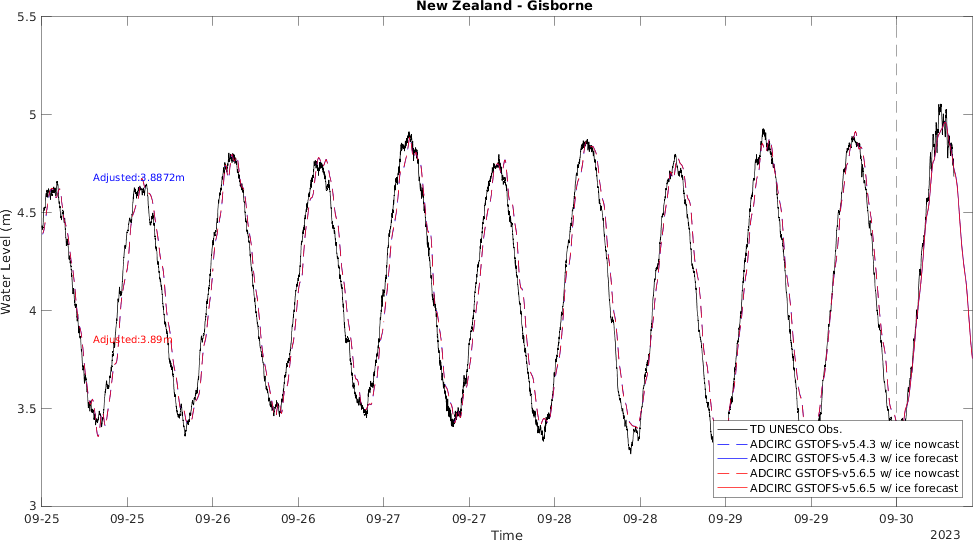 New Zealand - Gisborne
5.5
5
4.5
4
3.5
3
Water Level (m)
Adjusted:3.8872m
Adjusted:3.89m
TD UNESCO Obs.
ADCIRC GSTOFS-v5.4.3 w/ ice nowcast
ADCIRC GSTOFS-v5.4.3 w/ ice forecast
ADCIRC GSTOFS-v5.6.5 w/ ice nowcast
ADCIRC GSTOFS-v5.6.5 w/ ice forecast
09-25 09-25 09-26 09-26 09-27 09-27 09-28 09-28 09-29 09-29 09-30
Time
2023